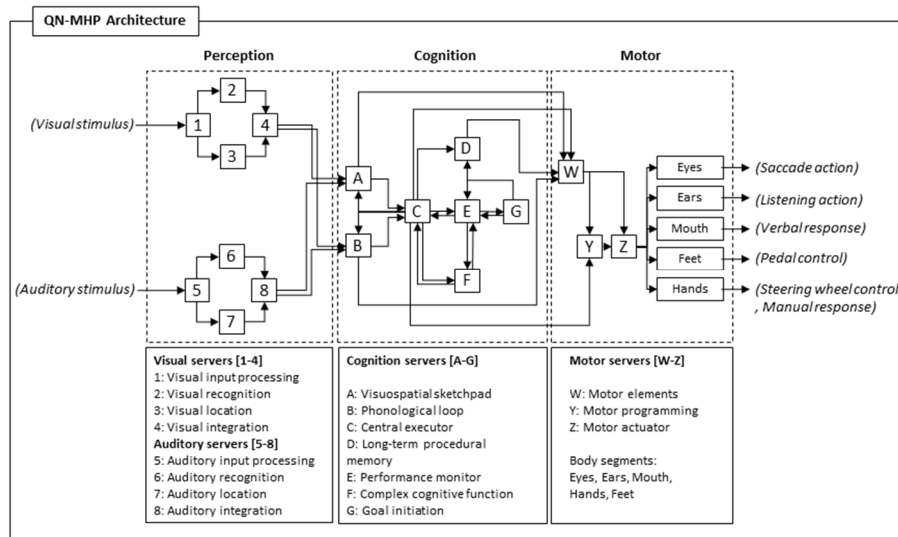 QN-MHP Architecture
Perception
Cognition
Motor
(Visual stimulus)
1
2
3
4
(Auditory stimulus)
5
6
7
8
A
B
C
D
E
F
G
W
Y
Z
Eyes
(Saccade action)
Ears
(Listening action)
Mouth
(Verbal response)
Feet
(Pedal control)
Hands
(Steering wheel control
, Manual response)
Visual servers [1-4]
1: Visual input processing
2: Visual recognition
3: Visual location
4: Visual integration
Auditory servers [5-8]
5: Auditory input processing
6: Auditory recognition
7: Auditory location
8: Auditory integration
Cognition servers [A-G]
A: Visuospatial sketchpad
B: Phonological loop
C: Central executor
D: Long-term procedural
memory
E: Performance monitor
F: Complex cognitive function
G: Goal initiation
Motor servers [W-Z]
W: Motor elements
Y: Motor programming
Z: Motor actuator
Body segments:
Eyes, Ears, Mouth,
Hands, Feet